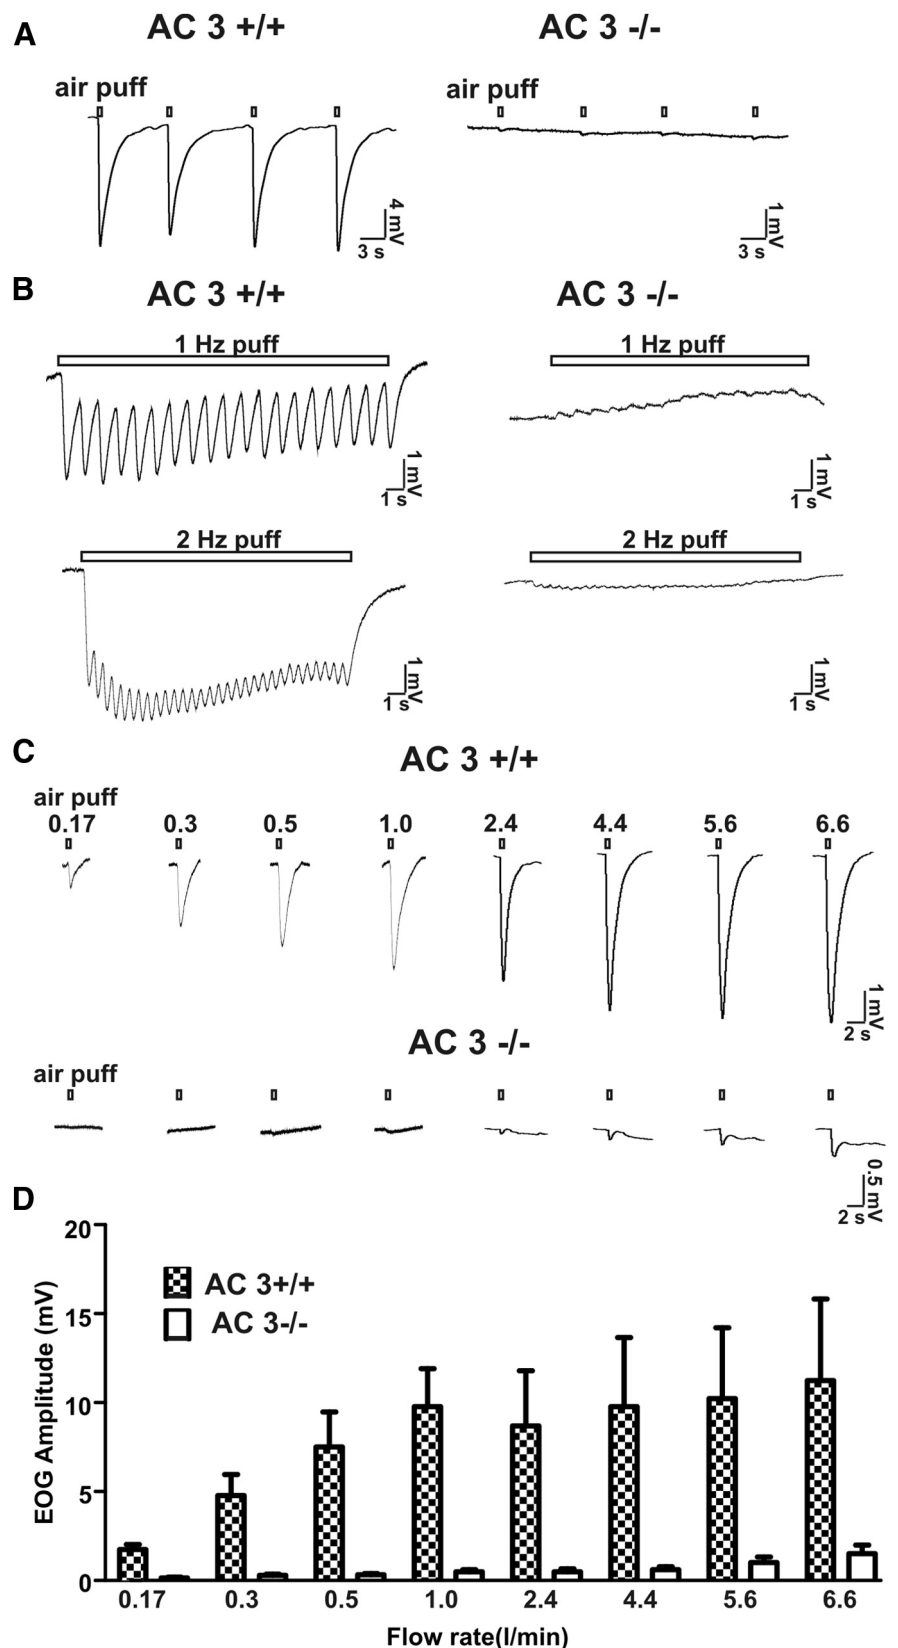 A
AC 3 +/+
AC 3 -/-
air puff
air puff
4 mV
3 s
1 mV
3 s
B
AC 3 +/+
AC 3 -/-
1 Hz puff
1 Hz puff
1 mV
1 s
1 mV
1 s
2 Hz puff
2 Hz puff
1 mV
1 s
1 mV
1 s
C
AC 3 +/+
air puff
0.17 0.3 0.5 1.0 2.4 4.4 5.6 6.6
1 mV
2 s
AC 3 -/-
air puff
0.5 mV
2 s
D
20
15
10
5
0
EOG Amplitude (mV)
AC 3+/+
AC 3-/-
0.17 0.3 0.5 1.0 2.4 4.4 5.6 6.6
Flow rate(l/min)